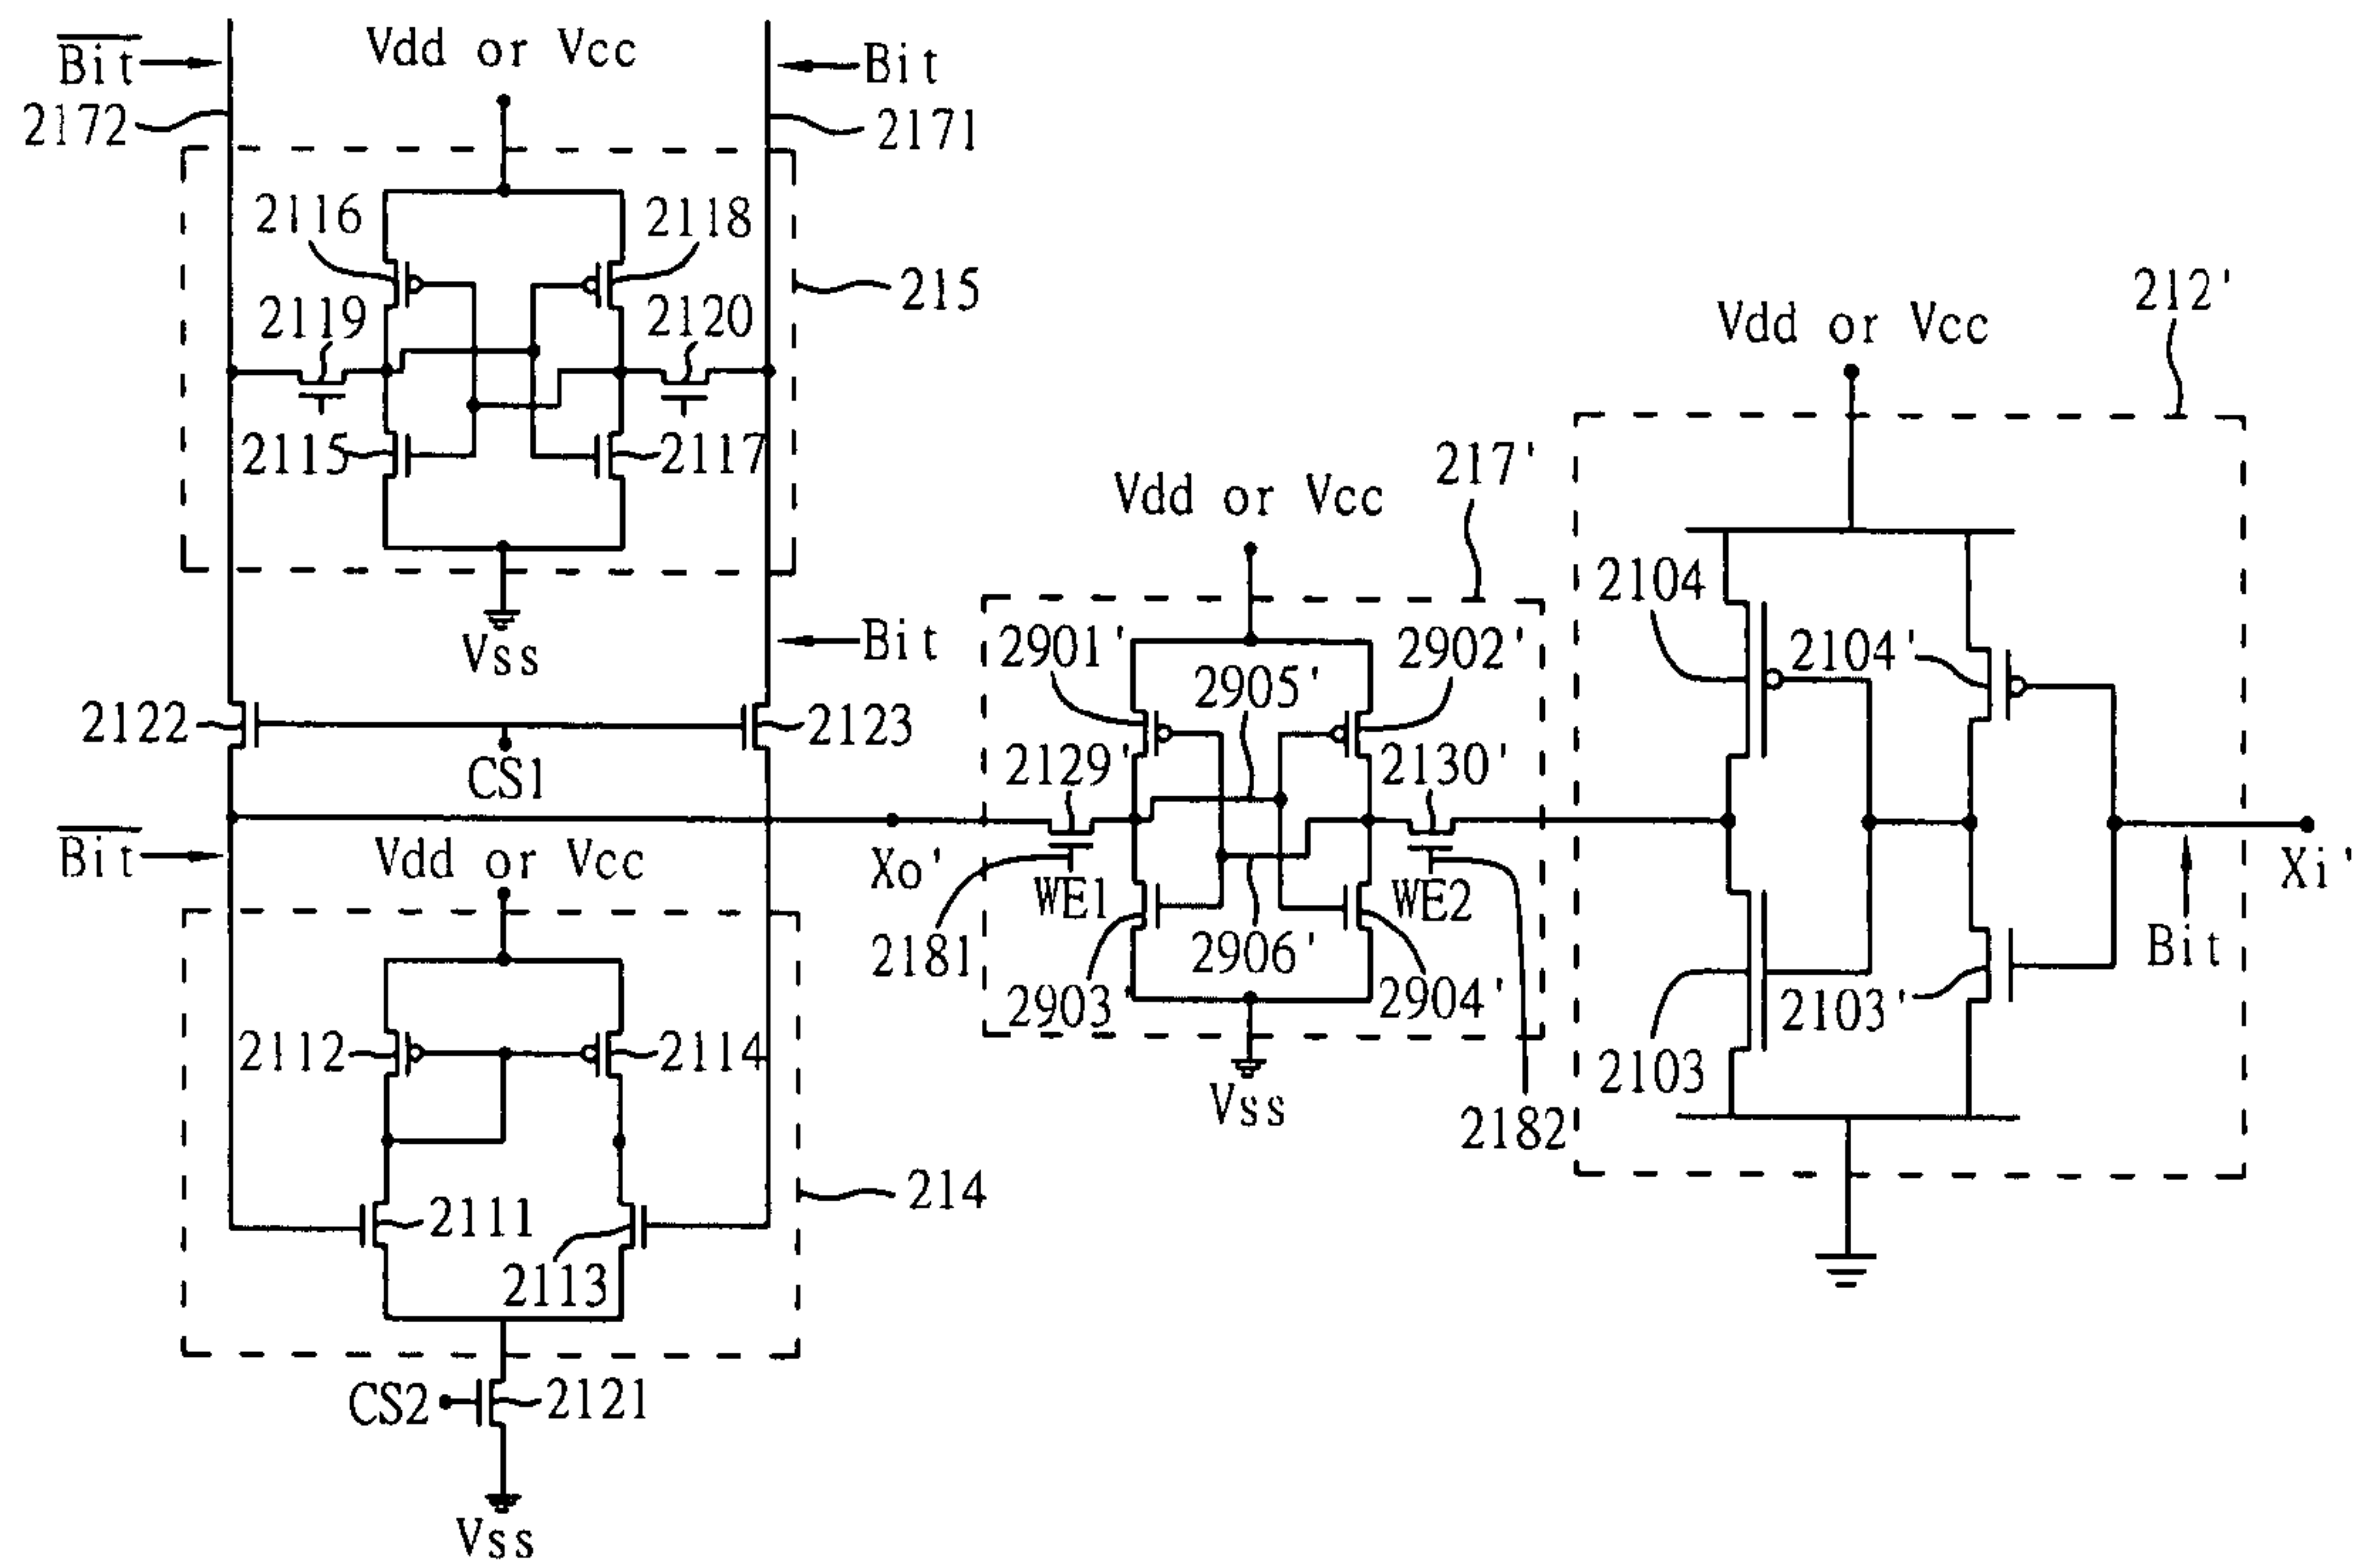 Bit
Vdd or Vcc
Bit
2172
2171
2116
2118
2119
2120
215
2115
2117
Vss
Bit
2122
2123
CS1
Bit
Xo'
Vdd or Vcc
2112
2114
2111
2113
214
CS2
2121
Vss
217'
Vdd or Vcc
2901'
2905'
2902'
2129'
2130'
WE1
WE2
2181
2906'
2903'
2904'
Vss
2182
212'
Vdd or Vcc
2104
2104'
2103
2103'
Bit
Xi'